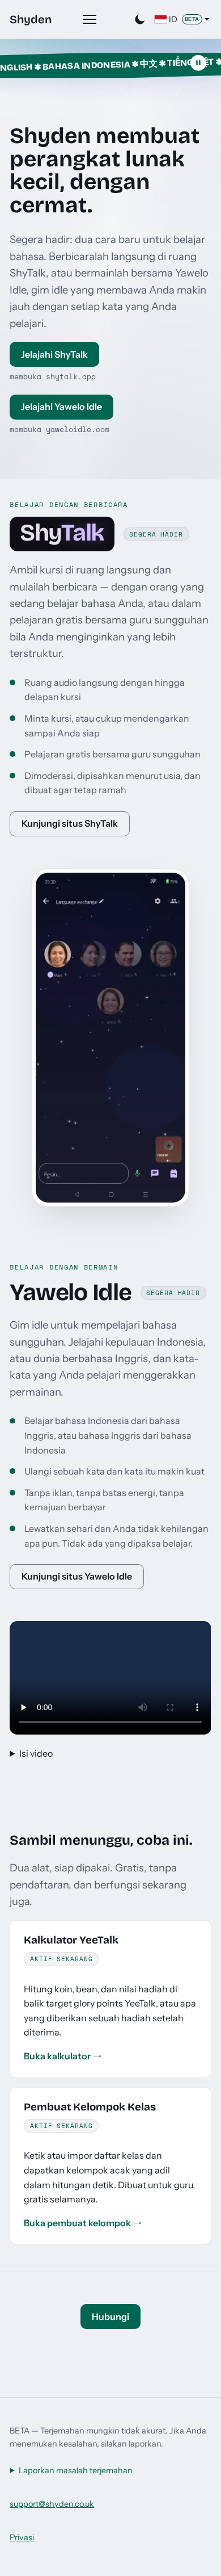 Shyden
ID BETA
NGLISH ✱ BAHASA INDONESIA ✱ 中文 ✱
Shyden membuat
perangkat lunak
kecil, dengan
cermat.
Segera hadir: dua cara baru untuk belajar
bahasa. Berbicaralah langsung di ruang
ShyTalk, atau bermainlah bersama Yawelo
Idle, gim idle yang membawa Anda makin
jauh dengan setiap kata yang Anda
pelajari.
Jelajahi ShyTalk
membuka shytalk.app
Jelajahi Yawelo Idle
membuka yaweloidle.com
BELAJAR DENGAN BERBICARA
ShyTalk SEGERA HADIR
Ambil kursi di ruang langsung dan
mulailah berbicara — dengan orang yang
sedang belajar bahasa Anda, atau dalam
pelajaran gratis bersama guru sungguhan
bila Anda menginginkan yang lebih
terstruktur.
Ruang audio langsung dengan hingga
delapan kursi
Minta kursi, atau cukup mendengarkan
sampai Anda siap
Pelajaran gratis bersama guru sungguhan
Dimoderasi, dipisahkan menurut usia, dan
dibuat agar tetap ramah
Kunjungi situs ShyTalk
09:30
75%
Language exchange
BELAJAR DENGAN BERMAIN
Yawelo Idle SEGERA HADIR
Gim idle untuk mempelajari bahasa
sungguhan. Jelajahi kepulauan Indonesia,
atau dunia berbahasa Inggris, dan kata-
kata yang Anda pelajari menggerakkan
permainan.
Belajar bahasa Indonesia dari bahasa
Inggris, atau bahasa Inggris dari bahasa
Indonesia
Ulangi sebuah kata dan kata itu makin kuat
Tanpa iklan, tanpa batas energi, tanpa
kemajuan berbayar
Lewatkan sehari dan Anda tidak kehilangan
apa pun. Tidak ada yang dipaksa belajar.
Kunjungi situs Yawelo Idle
0:00
Isi video
Sambil menunggu, coba ini.
Dua alat, siap dipakai. Gratis, tanpa
pendaftaran, dan berfungsi sekarang
juga.
Kalkulator YeeTalk
AKTIF SEKARANG
Hitung koin, bean, dan nilai hadiah di
balik target glory points YeeTalk, atau apa
yang diberikan sebuah hadiah setelah
diterima.
Buka kalkulator →
Pembuat Kelompok Kelas
AKTIF SEKARANG
Ketik atau impor daftar kelas dan
dapatkan kelompok acak yang adil
dalam hitungan detik. Dibuat untuk guru,
gratis selamanya.
Buka pembuat kelompok →
Hubungi
BETA — Terjemahan mungkin tidak akurat. Jika Anda
menemukan kesalahan, silakan laporkan.
Laporkan masalah terjemahan
support@shyden.co.uk
Privasi